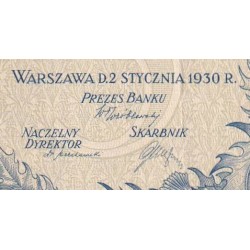 WARSZAWA D. 2 STYCZNIA 1930 R.
PREZES BANKU
NACZELNY SKARBNIK
DYREKTOR